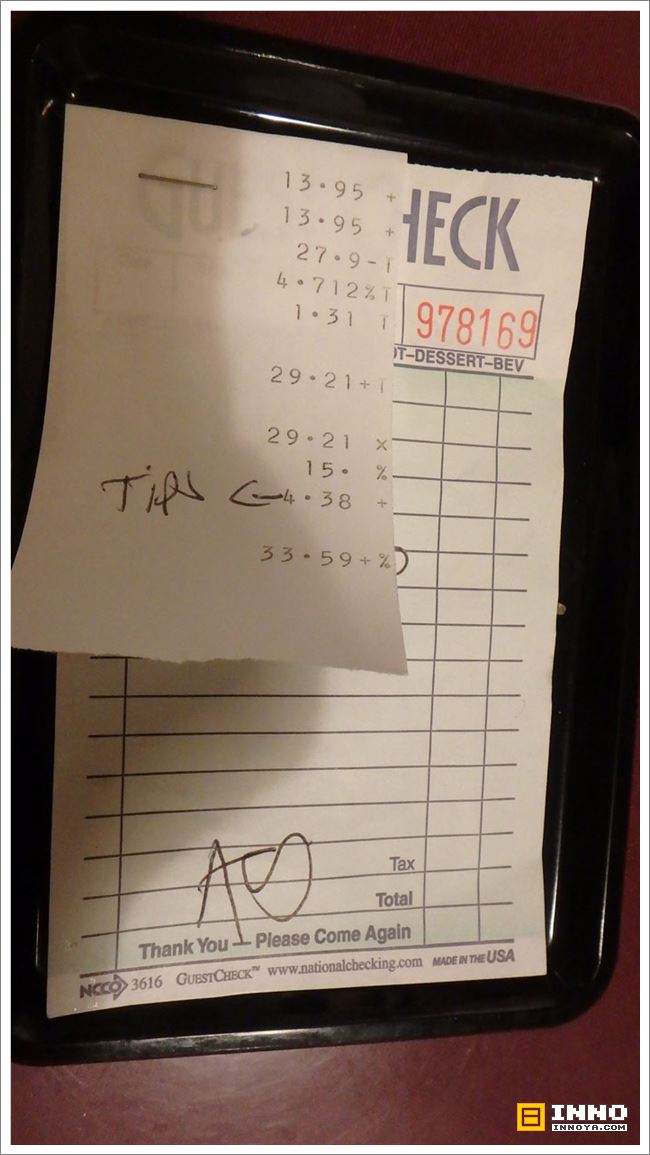 13.95 +
13.95 +
27.9-T
4.712%T
1.31 T
29.21+T
29.21 x
15. %
4.38 +
33.59+%
HECK
978169
OT-DESSERT-BEV
Tax
Total
Thank You — Please Come Again
NCCO 3616 GUESTCHECK™ www.nationalchecking.com MADE IN THE USA
INNO
INNOYA.COM